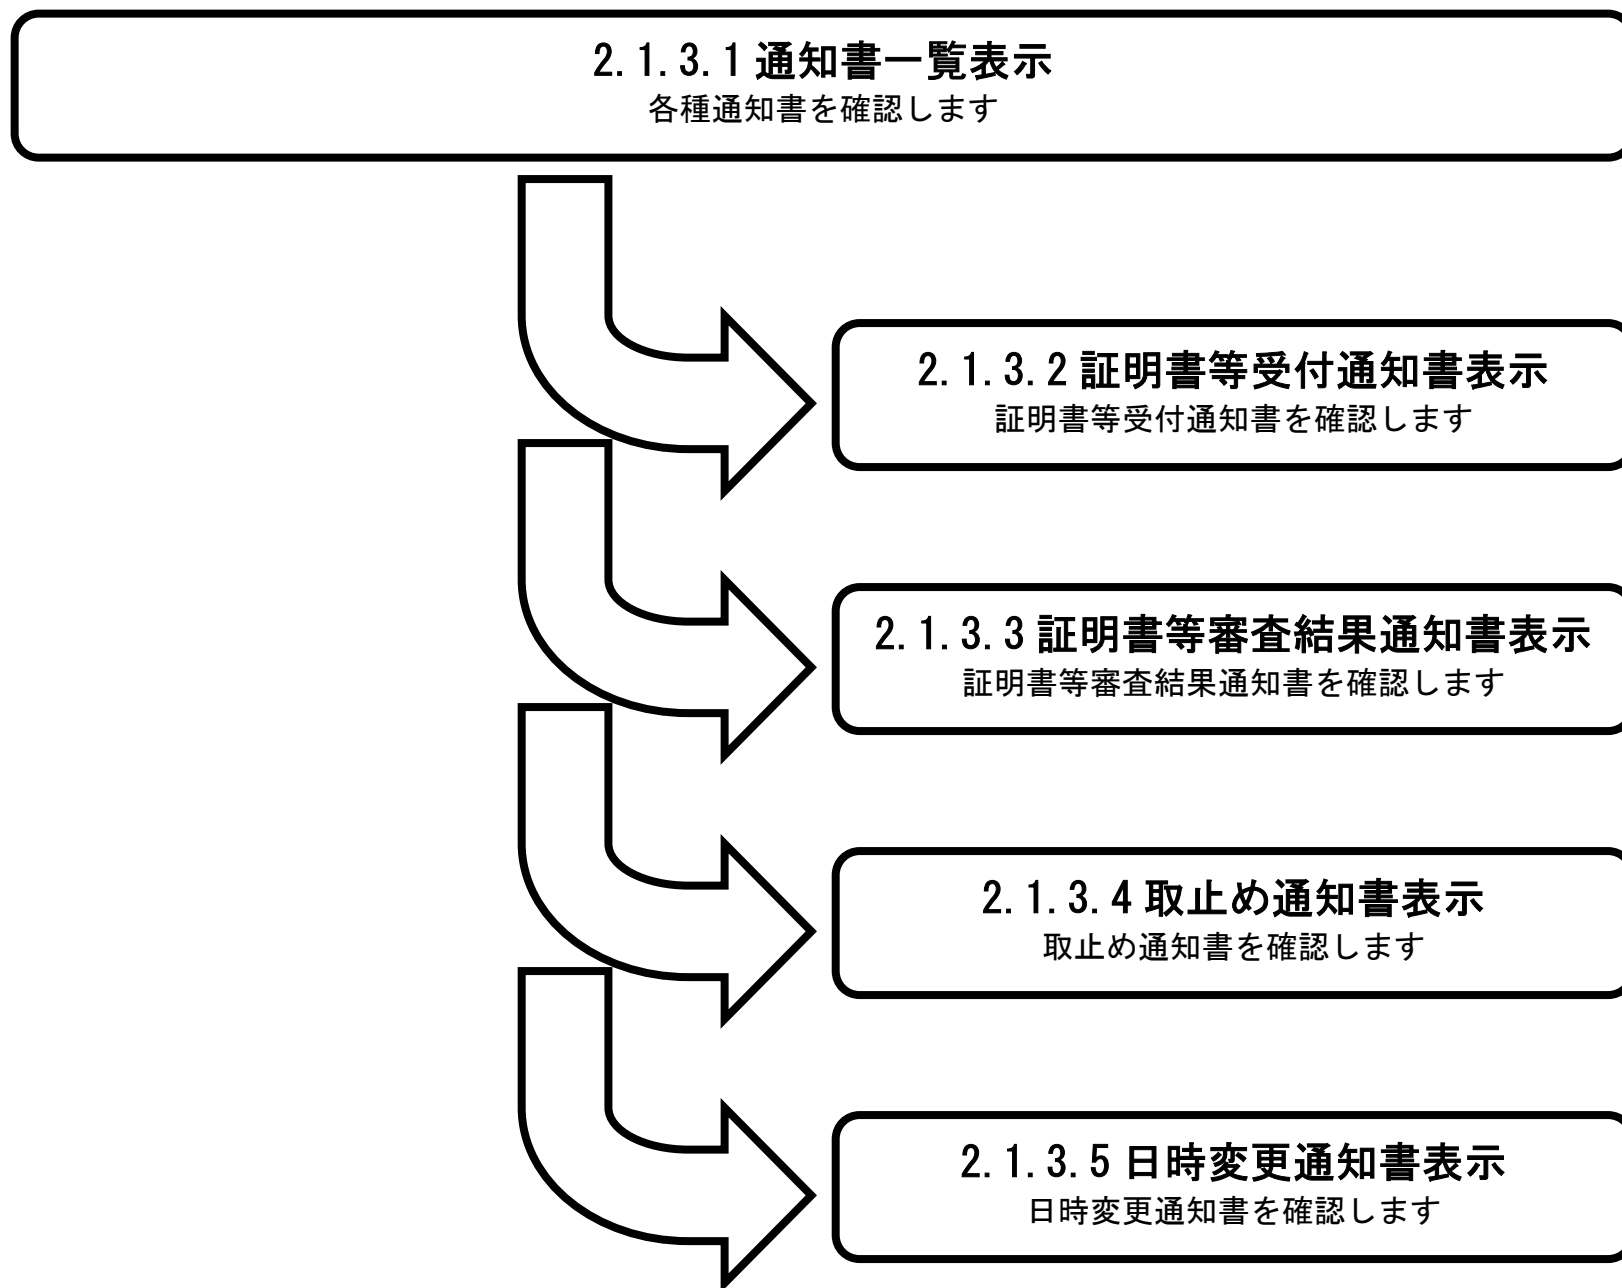 2.1.3.1 通知書一覧表示
各種通知書を確認します
2.1.3.2 証明書等受付通知書表示
証明書等受付通知書を確認します
2.1.3.3 証明書等審査結果通知書表示
証明書等審査結果通知書を確認します
2.1.3.4 取止め通知書表示
取止め通知書を確認します
2.1.3.5 日時変更通知書表示
日時変更通知書を確認します